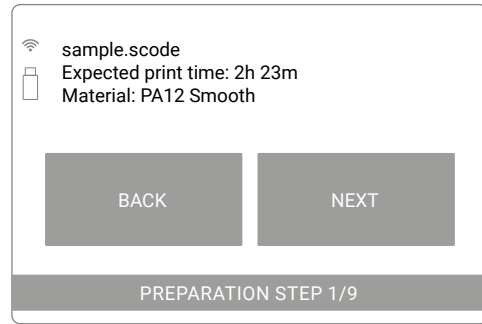 sample.scode
Expected print time: 2h 23m
Material: PA12 Smooth
BACK
NEXT
PREPARATION STEP 1/9